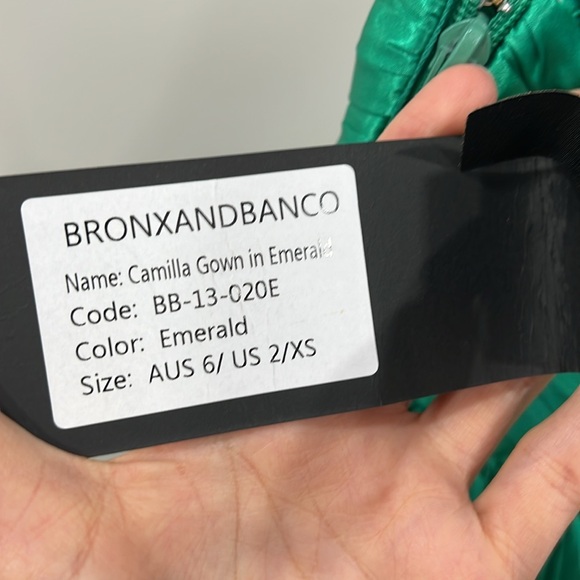 BRONXANDBANCO
Name: Camilla Gown in Emerald
Code: BB-13-020E
Color: Emerald
Size: AUS 6/ US 2/XS